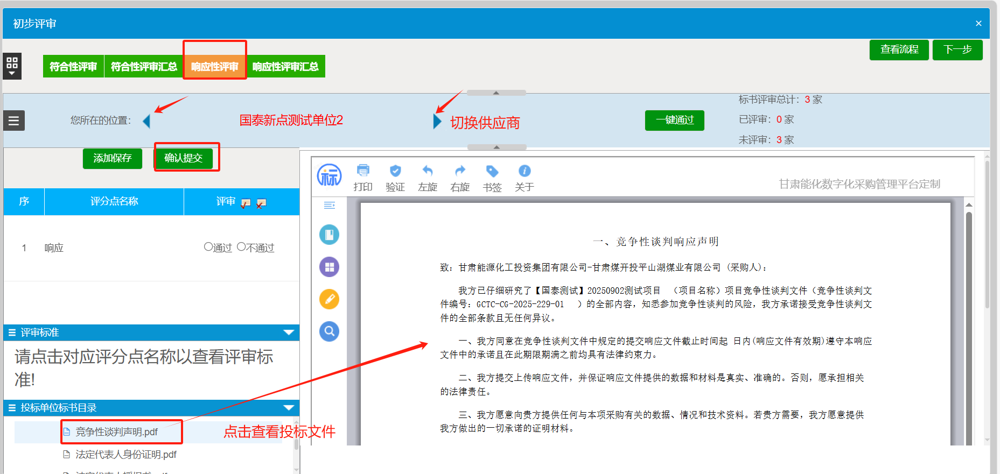 初步评审
×
查看流程
下一步
符合性评审
符合性评审汇总
响应性评审
响应性评审汇总
您所在的位置：
国泰新点测试单位2
切换供应商
一键通过
标书评审总计：3 家
已评审：0 家
未评审：3 家
添加保存
确认提交
序
评分点名称
评审
1
响应
通过
不通过
评审标准
请点击对应评分点名称以查看评审标
准!
投标单位标书目录
竞争性谈判声明.pdf
点击查看投标文件
法定代表人身份证明.pdf
标
打印
验证
左旋
右旋
书签
关于
甘肃能化数字化采购管理平台定制
一、竞争性谈判响应声明
致：甘肃能源化工投资集团有限公司-甘肃煤开投平山湖煤业有限公司（采购人）：
我方已仔细研究了【国泰测试】20250902测试项目　（项目名称）项目竞争性谈判文件（竞争性谈判文
件编号：GCTC-CG-2025-229-01　）的全部内容，知悉参加竞争性谈判的风险，我方承诺接受竞争性谈判文
件的全部条款且无任何异议。
一、我方同意在竞争性谈判文件中规定的提交响应文件截止时间起 日内(响应文件有效期)遵守本响应
文件中的承诺且在此期限期满之前均具有法律约束力。
二、我方提交上传响应文件，并保证响应文件提供的数据和材料是真实、准确的。否则，愿承担相关
的法律责任。
三、我方愿意向贵方提供任何与本项采购有关的数据、情况和技术资料。若贵方需要，我方愿意提供
我方做出的一切承诺的证明材料。